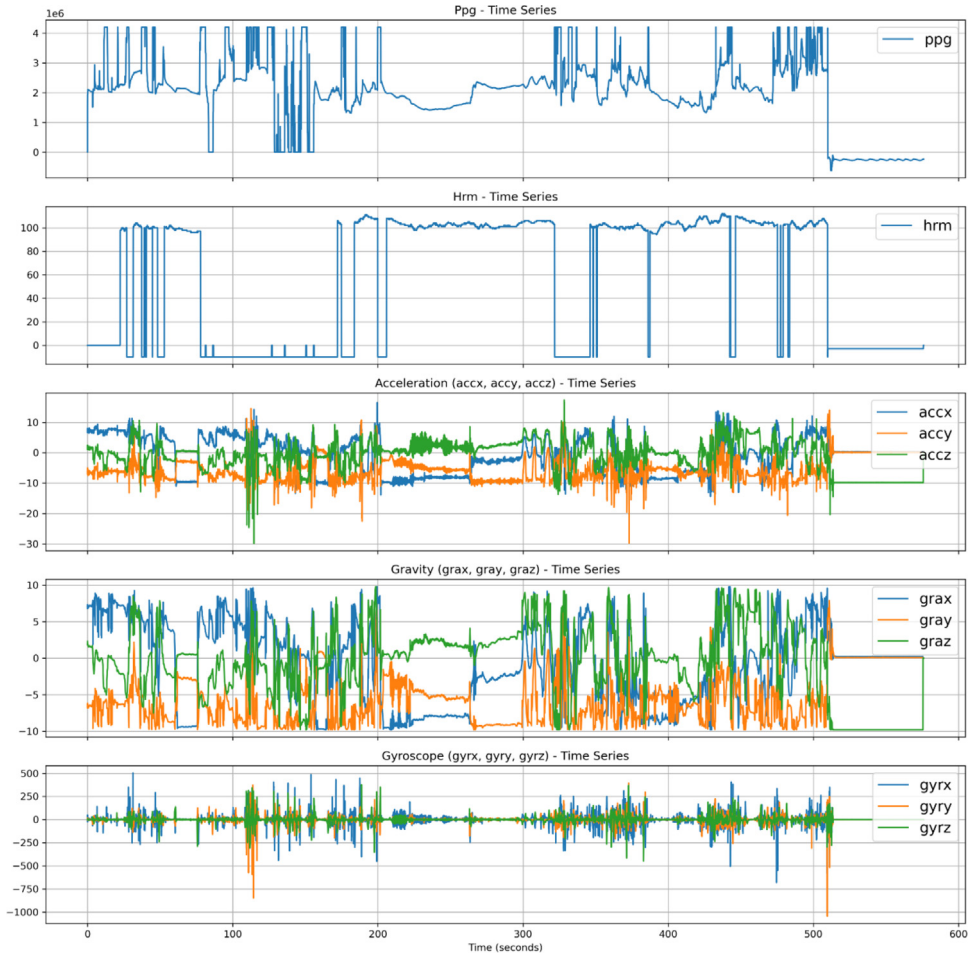 Ppg - Time Series
1e6
4
3
2
1
0
ppg
Hrm - Time Series
100
80
60
40
20
0
hrm
Acceleration (accx, accy, accz) - Time Series
10
0
−10
−20
−30
accx
accy
accz
Gravity (grax, gray, graz) - Time Series
10
5
0
−5
−10
grax
gray
graz
Gyroscope (gyrx, gyry, gyrz) - Time Series
500
250
0
−250
−500
−750
−1000
gyrx
gyry
gyrz
0 100 200 300 400 500 600
Time (seconds)